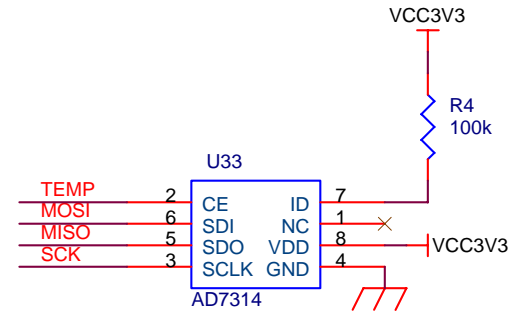 VCC3V3
R4
100k
U33
TEMP 2 CE ID 7
MOSI 6 SDI NC 1
MISO 5 SDO VDD 8 VCC3V3
SCK 3 SCLK GND 4
AD7314